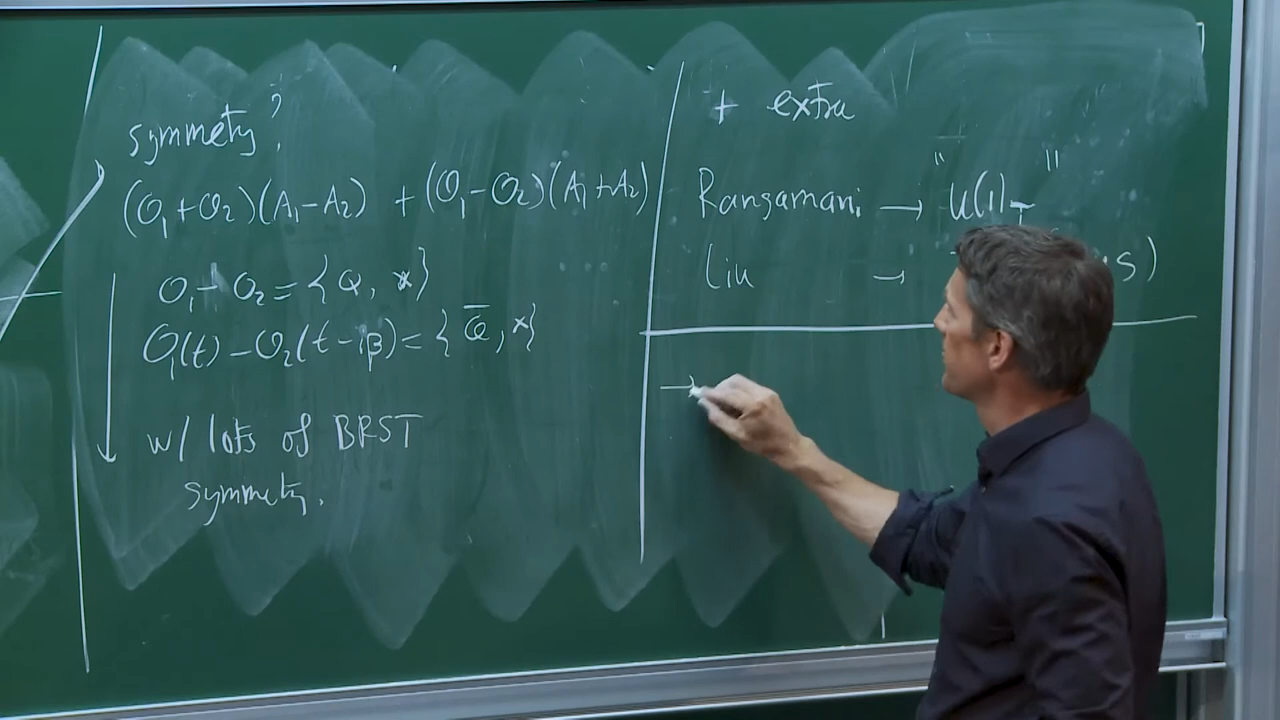 symmetry?
(O₁+O₂)(A₁-A₂) + (O₁-O₂)(A₁+A₂)
O₁-O₂ = {Q, *}
O₁(t) - O₂(t-iβ) = {Q̄, *}
w/ lots of BRST
symmetry.
+ extra
Rangamani → "U(1)_T"
Liu →
→